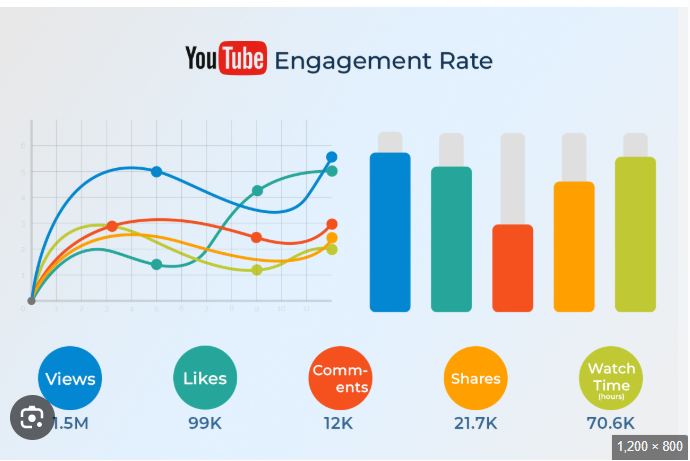 YouTube Engagement Rate
Views
Likes
Comm-
ents
Shares
Watch
Time
(hours)
1.5M
99K
12K
21.7K
70.6K
1,200 × 800